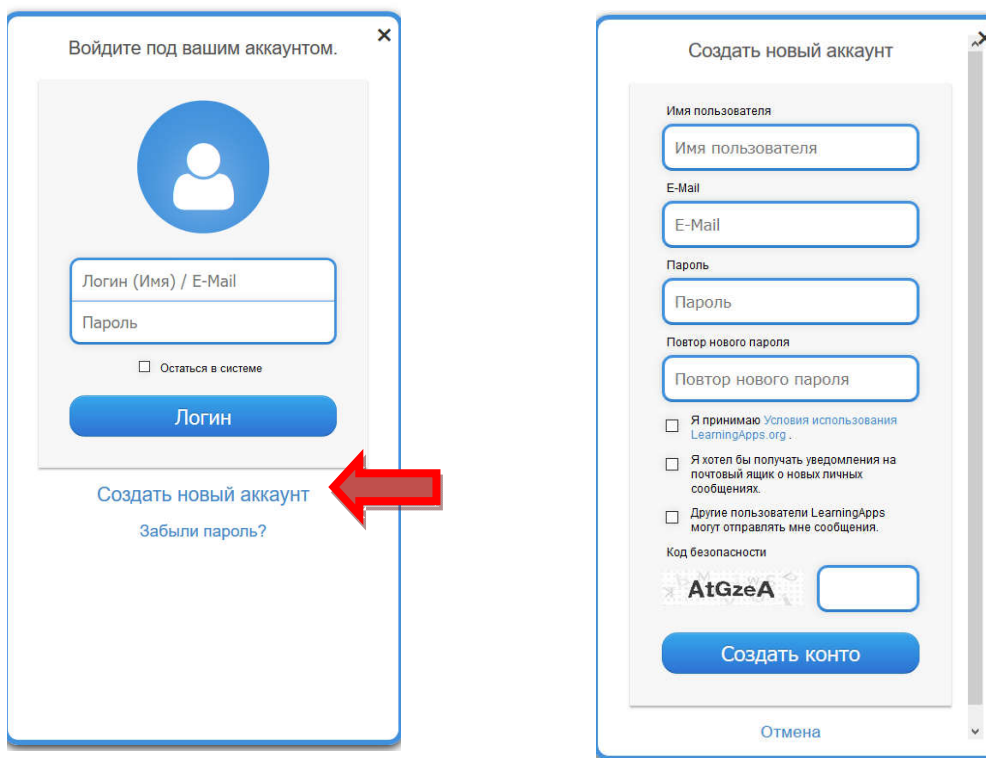 Войдите под вашим аккаунтом.
Логин (Имя) / E-Mail
Пароль
Остаться в системе
Логин
Создать новый аккаунт
Забыли пароль?
Создать новый аккаунт
Имя пользователя
Имя пользователя
E-Mail
E-Mail
Пароль
Пароль
Повтор нового пароля
Повтор нового пароля
Я принимаю Условия использования
LearningApps.org .
Я хотел бы получать уведомления на
почтовый ящик о новых личных
сообщениях.
Другие пользователи LearningApps
могут отправлять мне сообщения.
Код безопасности
AtGzeA
Создать конто
Отмена